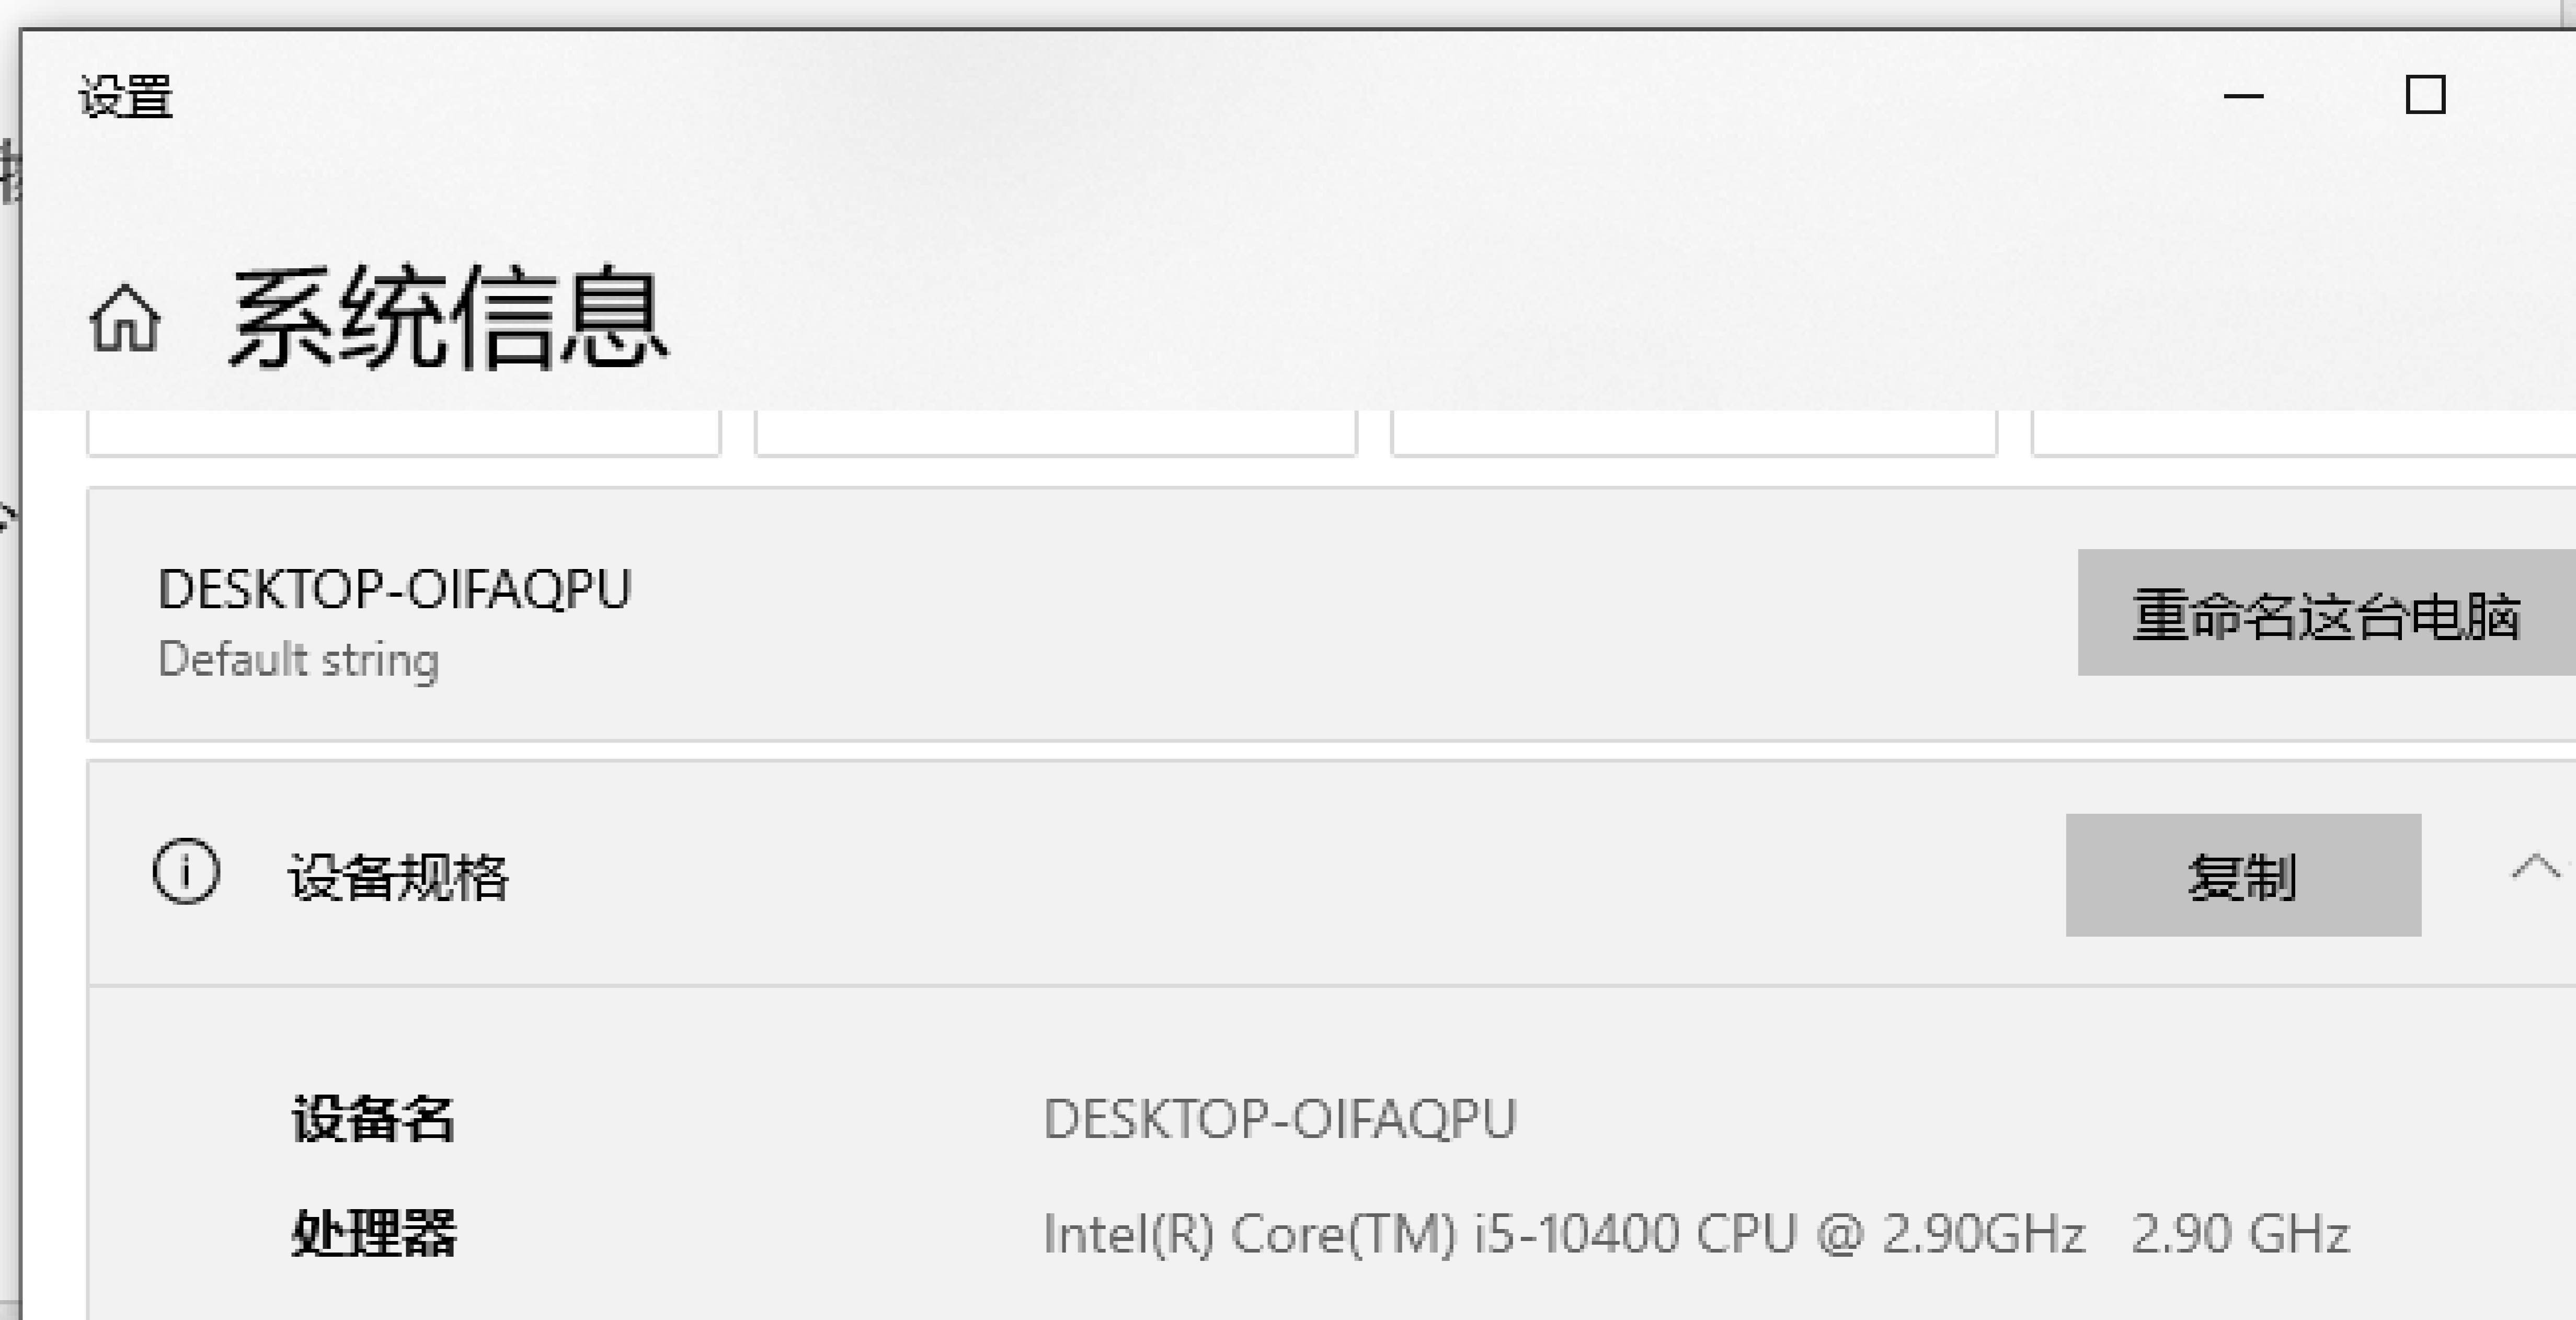 设置
系统信息
DESKTOP-OIFAQPU
Default string
重命名这台电脑
设备规格
复制
设备名 DESKTOP-OIFAQPU
处理器 Intel(R) Core(TM) i5-10400 CPU @ 2.90GHz 2.90 GHz